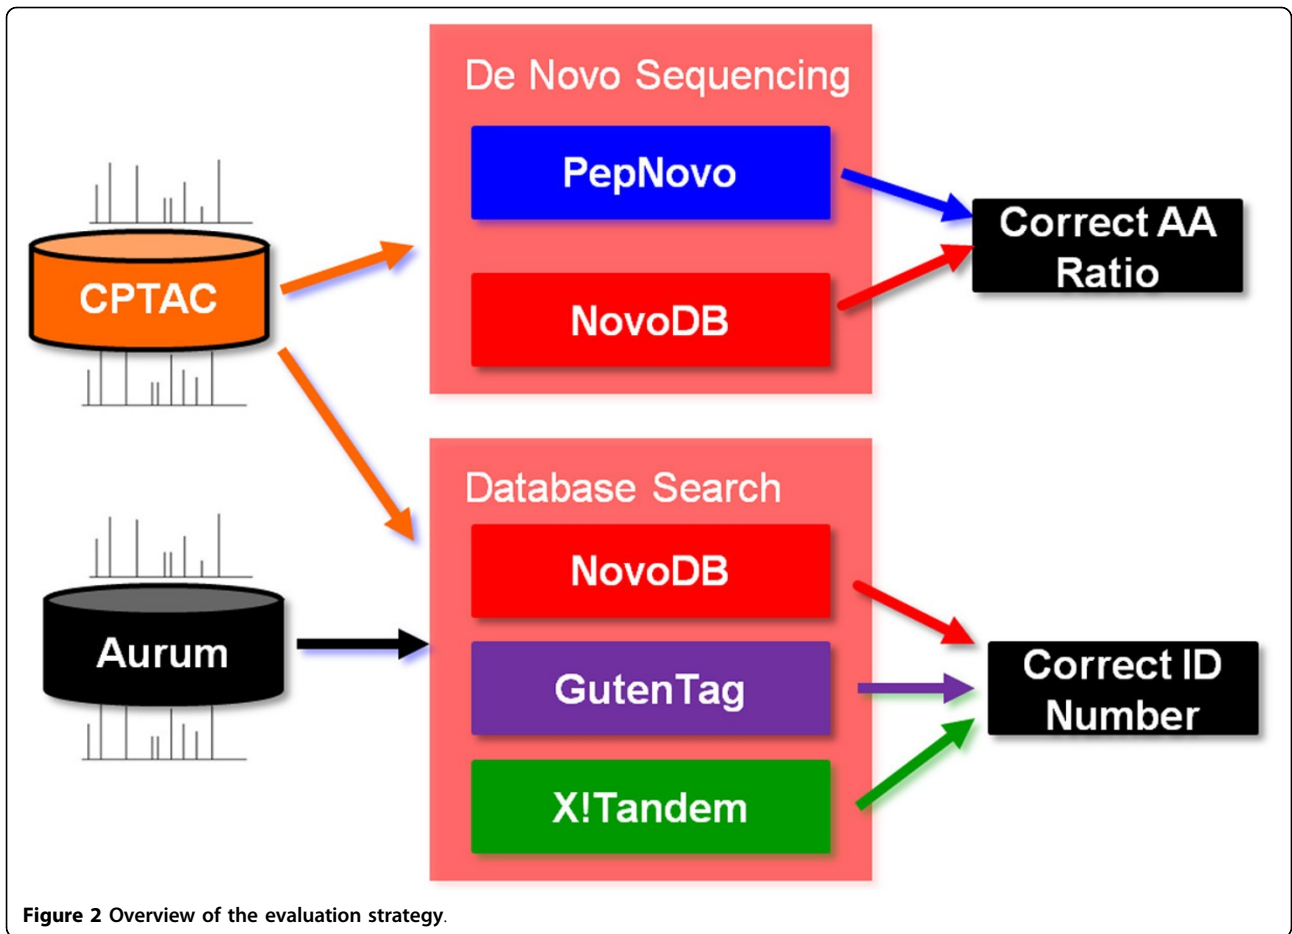 De Novo Sequencing
PepNovo
NovoDB
CPTAC
Correct AA
Ratio
Database Search
NovoDB
GutenTag
X!Tandem
Aurum
Correct ID
Number
Figure 2 Overview of the evaluation strategy.